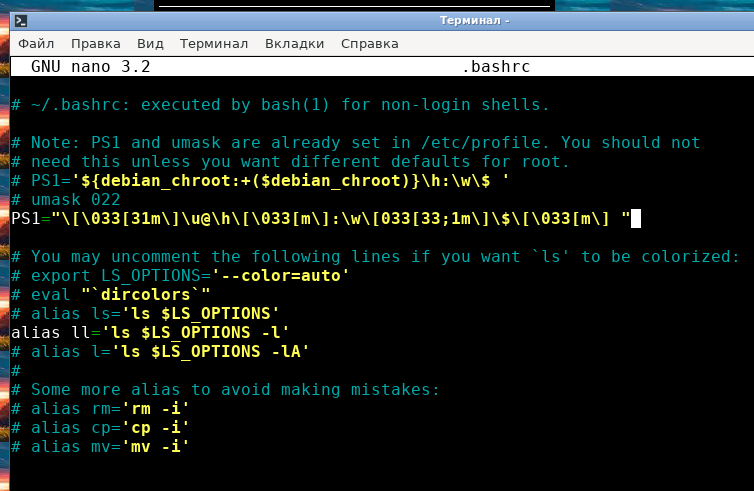 Терминал -
Файл Правка Вид Терминал Вкладки Справка
GNU nano 3.2 .bashrc
# ~/.bashrc: executed by bash(1) for non-login shells.
# Note: PS1 and umask are already set in /etc/profile. You should not
# need this unless you want different defaults for root.
# PS1='${debian_chroot:+($debian_chroot)}\h:\w\$ '
# umask 022
PS1="\[\033[31m\]\u@\h\[\033[m\]:\w\[033[33;1m\]\$\[\033[m\] "
# You may uncomment the following lines if you want `ls' to be colorized:
# export LS_OPTIONS='--color=auto'
# eval "`dircolors`"
# alias ls='ls $LS_OPTIONS'
alias ll='ls $LS_OPTIONS -l'
# alias l='ls $LS_OPTIONS -lA'
#
# Some more alias to avoid making mistakes:
# alias rm='rm -i'
# alias cp='cp -i'
# alias mv='mv -i'